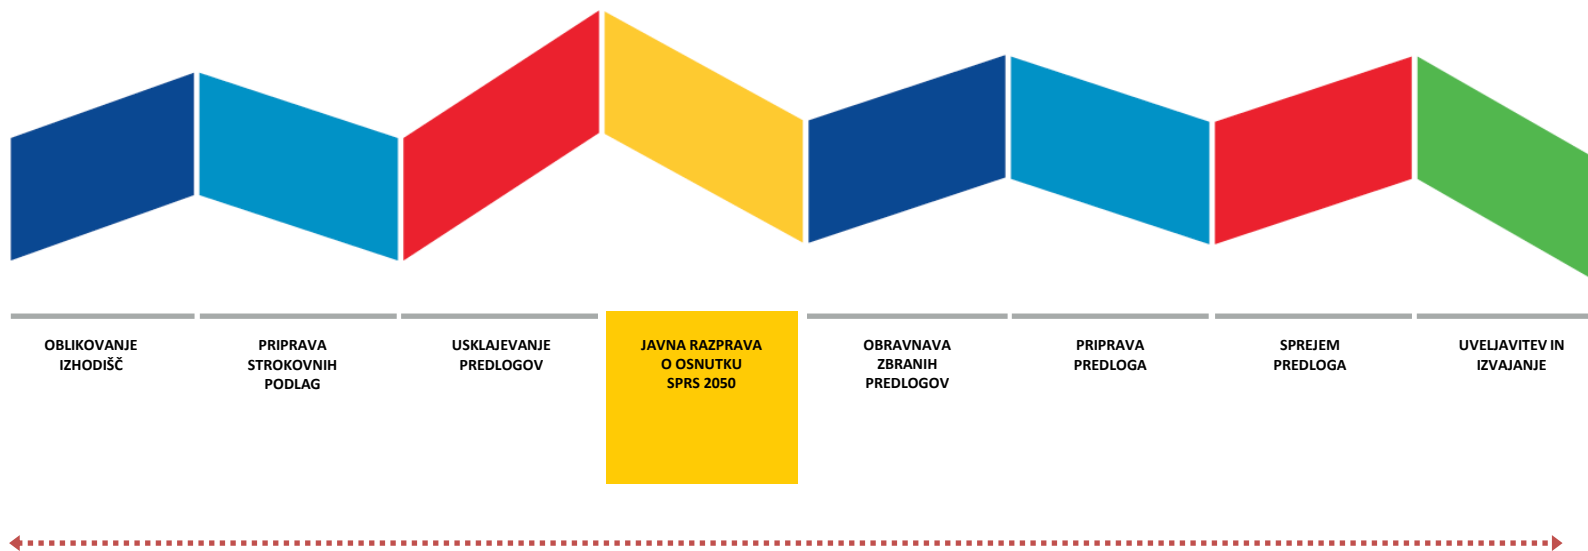 OBLIKOVANJE
IZHODIŠČ
PRIPRAVA
STROKOVNIH
PODLAG
USKLAJEVANJE
PREDLOGOV
JAVNA RAZPRAVA
O OSNUTKU
SPRS 2050
OBRAVNAVA
ZBRANIH
PREDLOGOV
PRIPRAVA
PREDLOGA
SPREJEM
PREDLOGA
UVELJAVITEV IN
IZVAJANJE